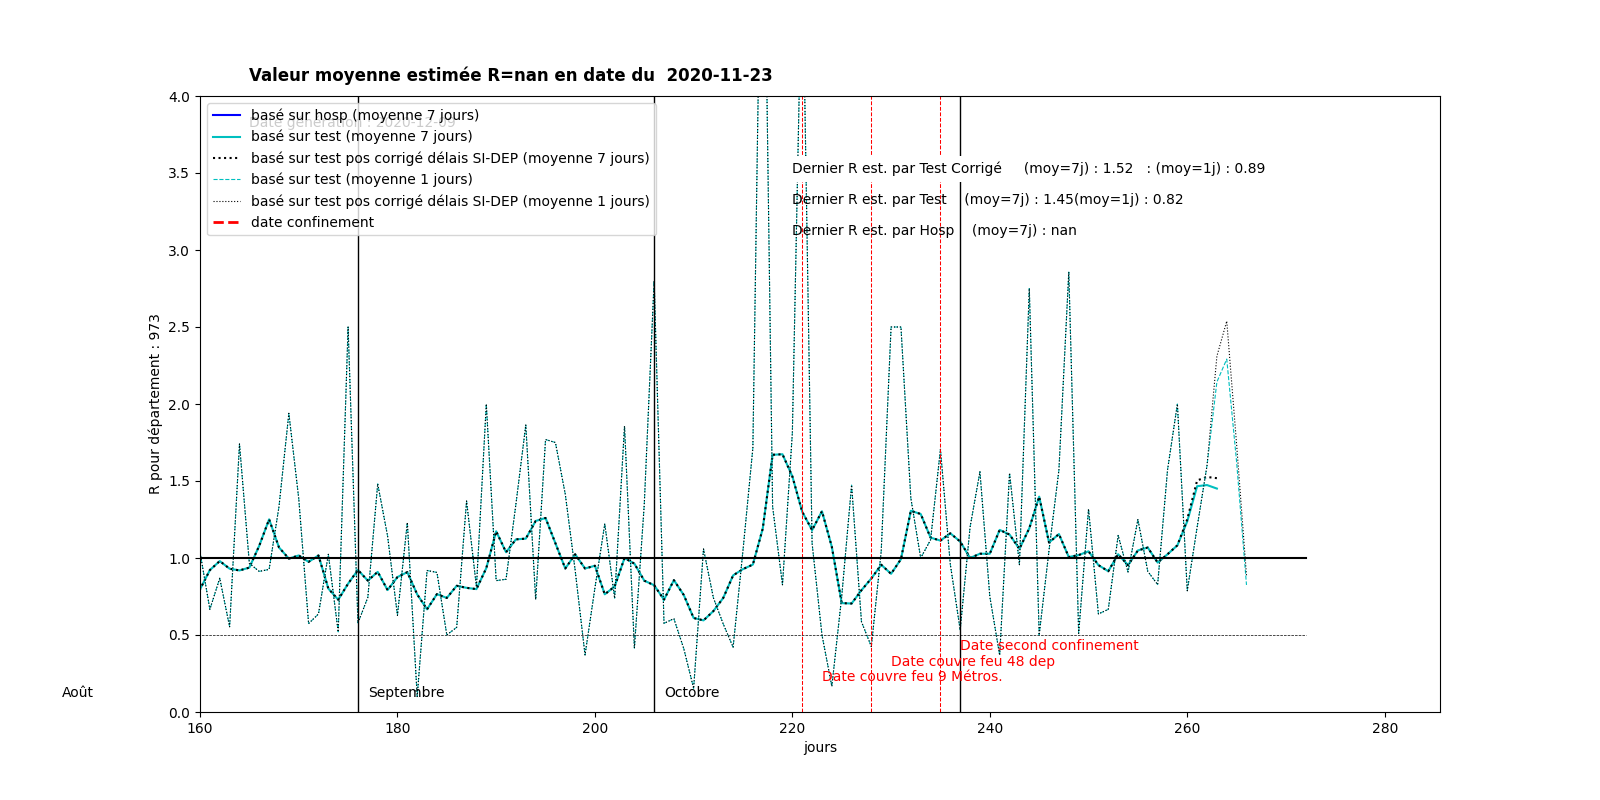 Valeur moyenne estimée R=nan en date du  2020-11-23
basé sur hosp (moyenne 7 jours)
Date génération : 2020-12-09
basé sur test (moyenne 7 jours)
basé sur test pos corrigé délais SI-DEP (moyenne 7 jours)
basé sur test (moyenne 1 jours)
basé sur test pos corrigé délais SI-DEP (moyenne 1 jours)
date confinement
Dernier R est. par Test Corrigé     (moy=7j) : 1.52   : (moy=1j) : 0.89
Dernier R est. par Test    (moy=7j) : 1.45(moy=1j) : 0.82
Dernier R est. par Hosp    (moy=7j) : nan
4.0
3.5
3.0
2.5
2.0
1.5
1.0
0.5
0.0
R pour département : 973
Date second confinement
Date couvre feu 48 dep
Date couvre feu 9 Métros.
Août
Septembre
Octobre
160 180 200 220 240 260 280
jours